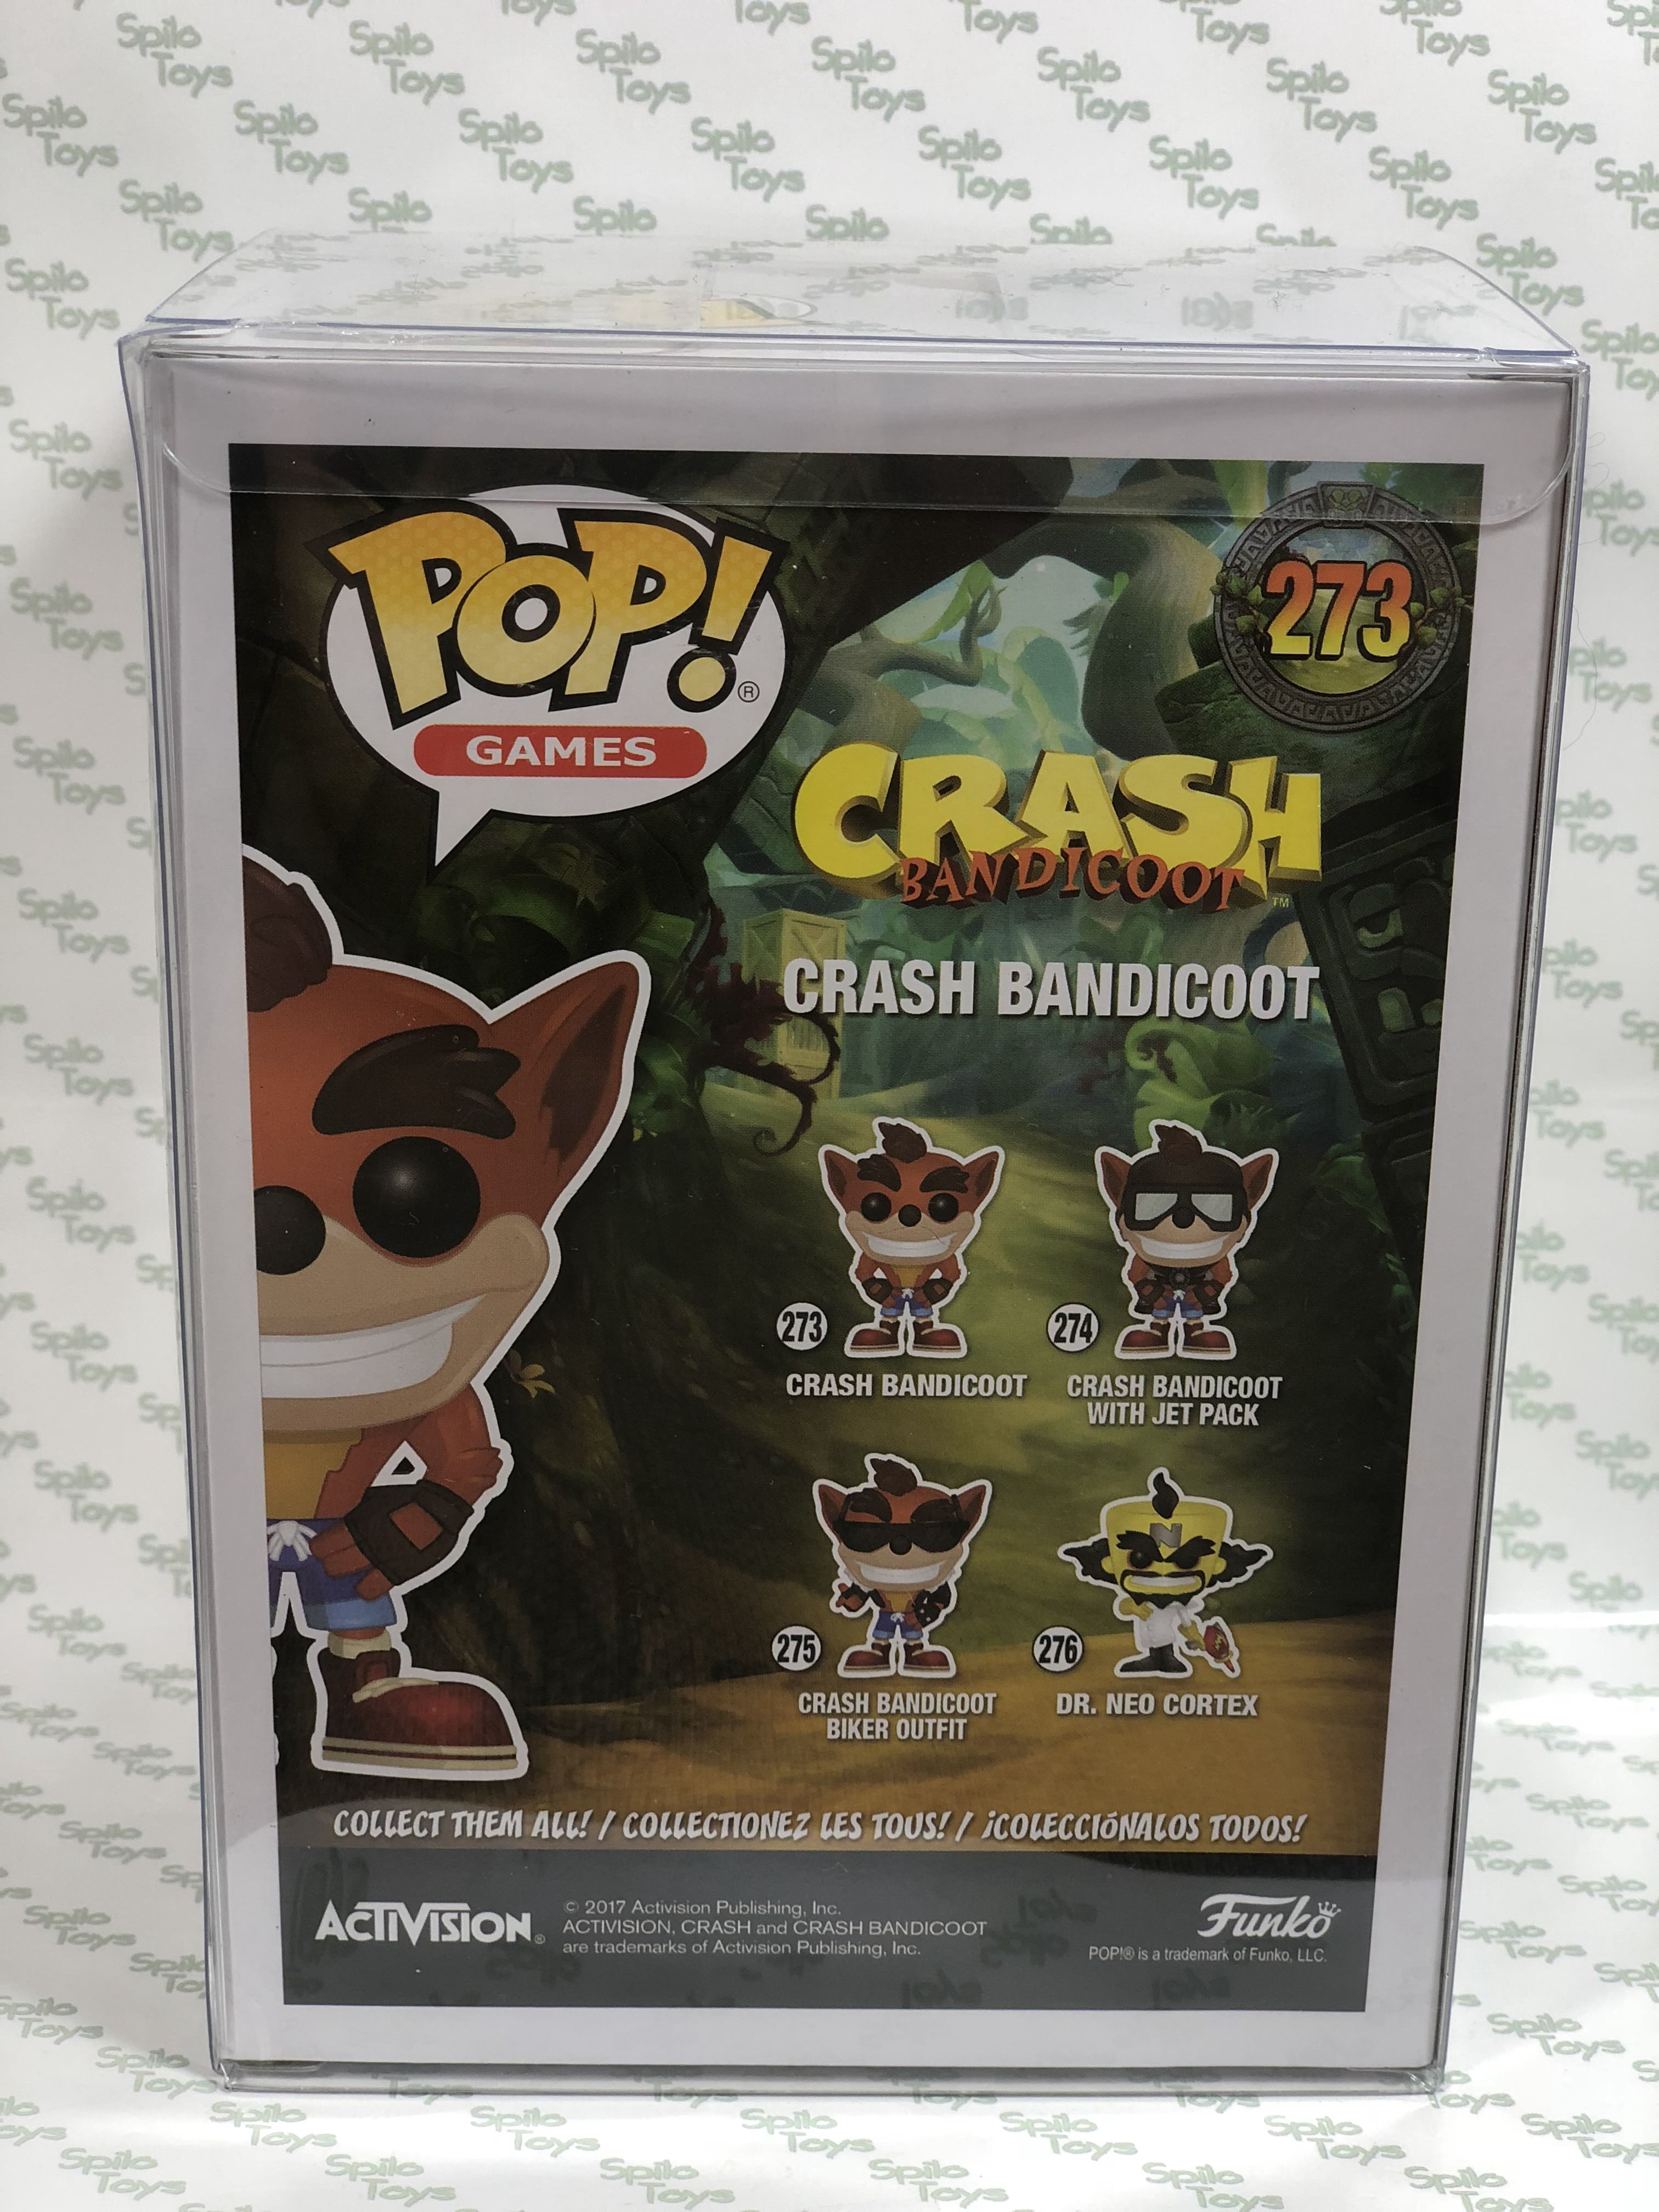 POP!®
GAMES
273
CRASH
BANDICOOT™
CRASH BANDICOOT
273
CRASH BANDICOOT
274
CRASH BANDICOOT
WITH JET PACK
275
CRASH BANDICOOT
BIKER OUTFIT
276
N
DR. NEO CORTEX
COLLECT THEM ALL! / COLLECTIONEZ LES TOUS! / ¡COLECCIÓNALOS TODOS!
ACTIVISION®
© 2017 Activision Publishing, Inc.
ACTIVISION, CRASH and CRASH BANDICOOT
are trademarks of Activision Publishing, Inc.
Funko
POP!® is a trademark of Funko, LLC.
Spilo
Toys